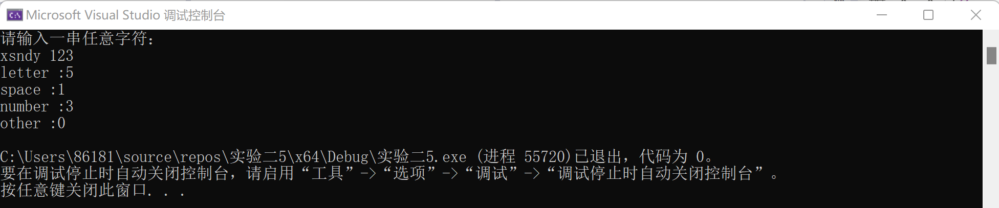 Microsoft Visual Studio 调试控制台
请输入一串任意字符：
xsndy 123
letter :5
space :1
number :3
other :0
C:\Users\86181\source\repos\实验二5\x64\Debug\实验二5.exe (进程 55720)已退出，代码为 0。
要在调试停止时自动关闭控制台，请启用“工具”->“选项”->“调试”->“调试停止时自动关闭控制台”。
按任意键关闭此窗口. . .